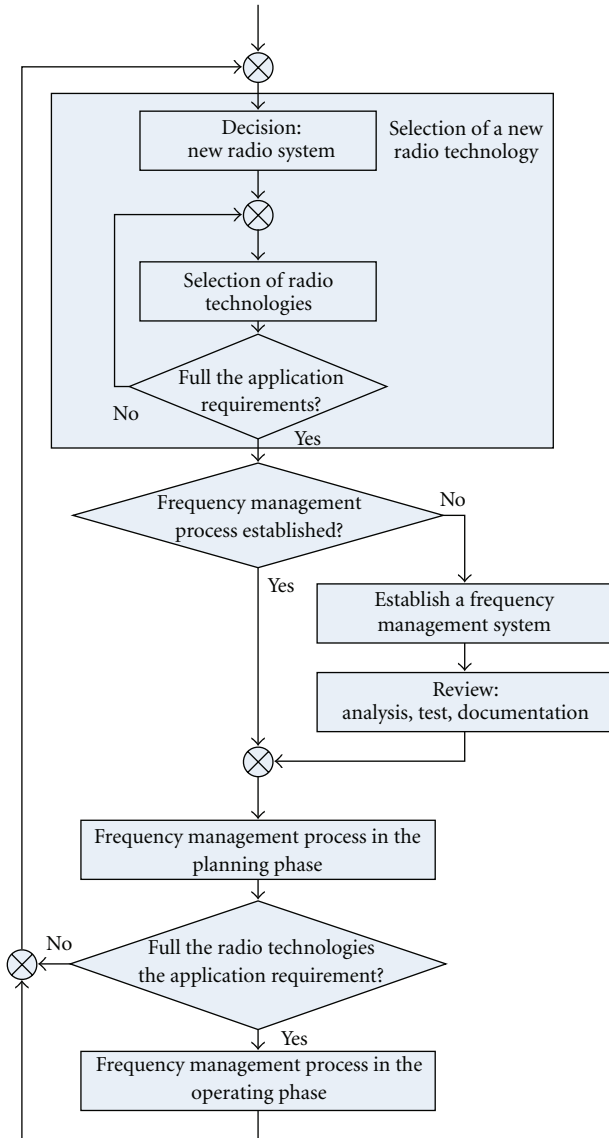 Decision:
new radio system
Selection of a new
radio technology
Selection of radio
technologies
Full the application
requirements?
No
Yes
Frequency management
process established?
No
Yes
Establish a frequency
management system
Review:
analysis, test, documentation
Frequency management process in the
planning phase
Full the radio technologies
the application requirement?
No
Yes
Frequency management process in the
operating phase